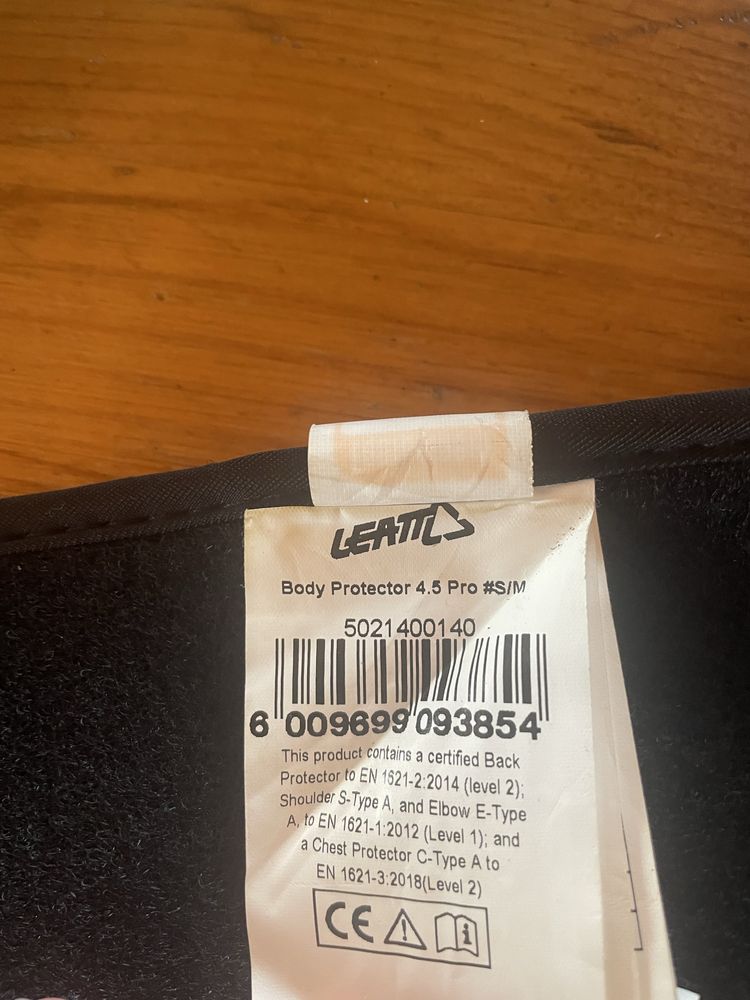 LEATT
Body Protector 4.5 Pro #S/M
5021400140
6 009699 093854
This product contains a certified Back
Protector to EN 1621-2:2014 (level 2);
Shoulder S-Type A, and Elbow E-Type
A, to EN 1621-1:2012 (Level 1); and
a Chest Protector C-Type A to
EN 1621-3:2018(Level 2)
CE